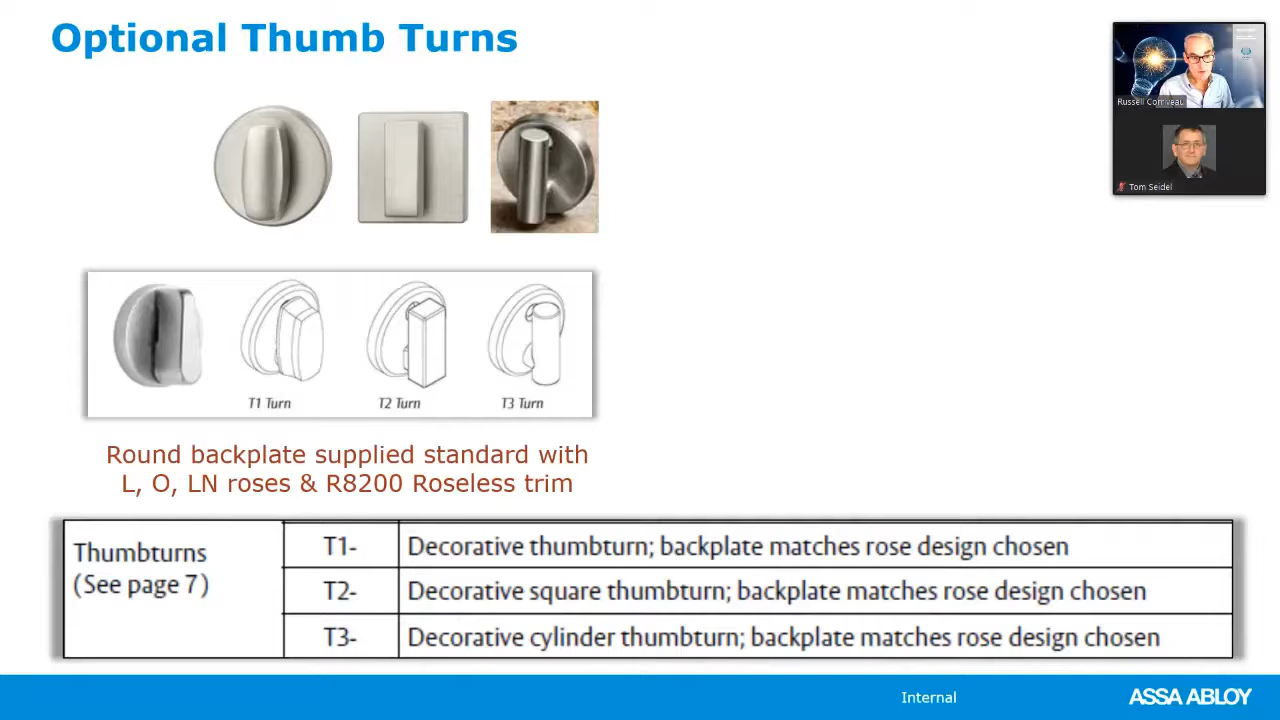 Optional Thumb Turns
Russell Corriveau
Tom Seidel
T1 Turn
T2 Turn
T3 Turn
Round backplate supplied standard with
L, O, LN roses & R8200 Roseless trim
Thumbturns
(See page 7)
T1- Decorative thumbturn; backplate matches rose design chosen
T2- Decorative square thumbturn; backplate matches rose design chosen
T3- Decorative cylinder thumbturn; backplate matches rose design chosen
Internal
ASSA ABLOY